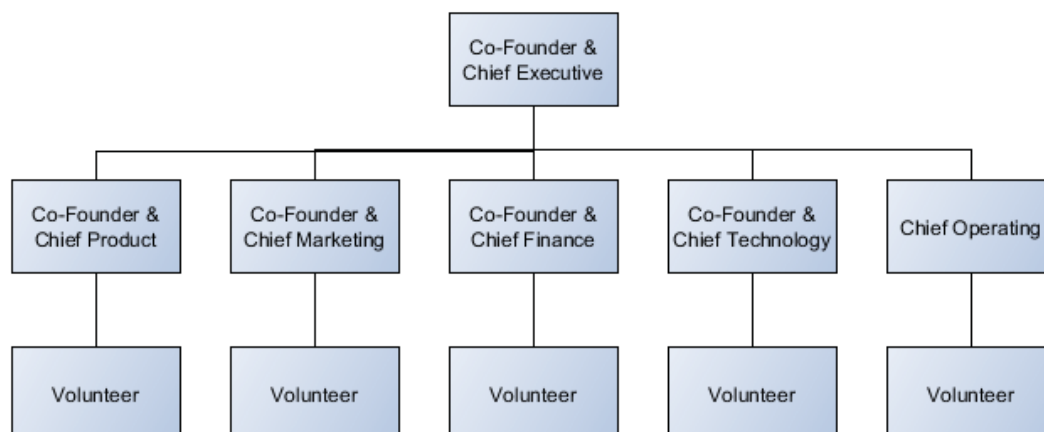 Co-Founder &
Chief Executive
Co-Founder &
Chief Product
Co-Founder &
Chief Marketing
Co-Founder &
Chief Finance
Co-Founder &
Chief Technology
Chief Operating
Volunteer
Volunteer
Volunteer
Volunteer
Volunteer